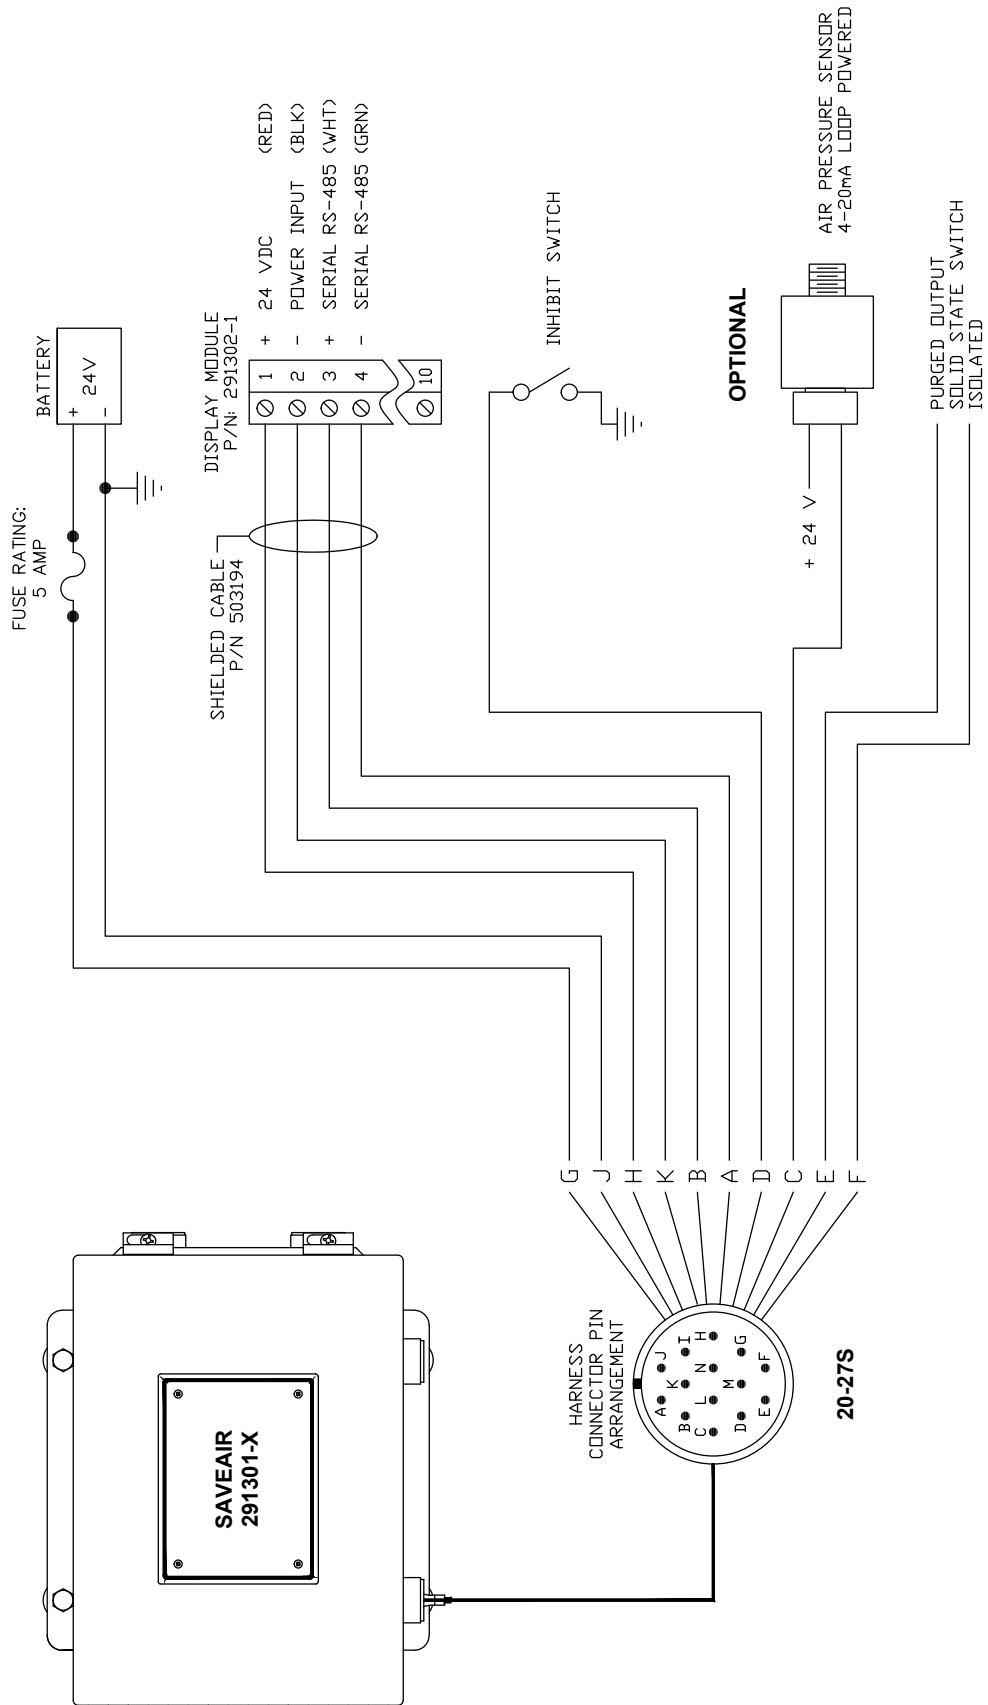 FUSE RATING:
5 AMP
BATTERY
+
24V
-
SHIELDED CABLE
P/N 503194
DISPLAY MODULE
P/N: 291302-1
1 + 24 VDC (RED)
2 - POWER INPUT (BLK)
3 + SERIAL RS-485 (WHT)
4 - SERIAL RS-485 (GRN)
10
INHIBIT SWITCH
OPTIONAL
+ 24 V
AIR PRESSURE SENSOR
4-20mA LOOP POWERED
PURGED OUTPUT
SOLID STATE SWITCH
ISOLATED
SAVEAIR
291301-X
HARNESS
CONNECTOR PIN
ARRANGEMENT
A J
B K I
C L N H
D M G
E F
20-27S
G
J
H
K
B
A
D
C
E
F